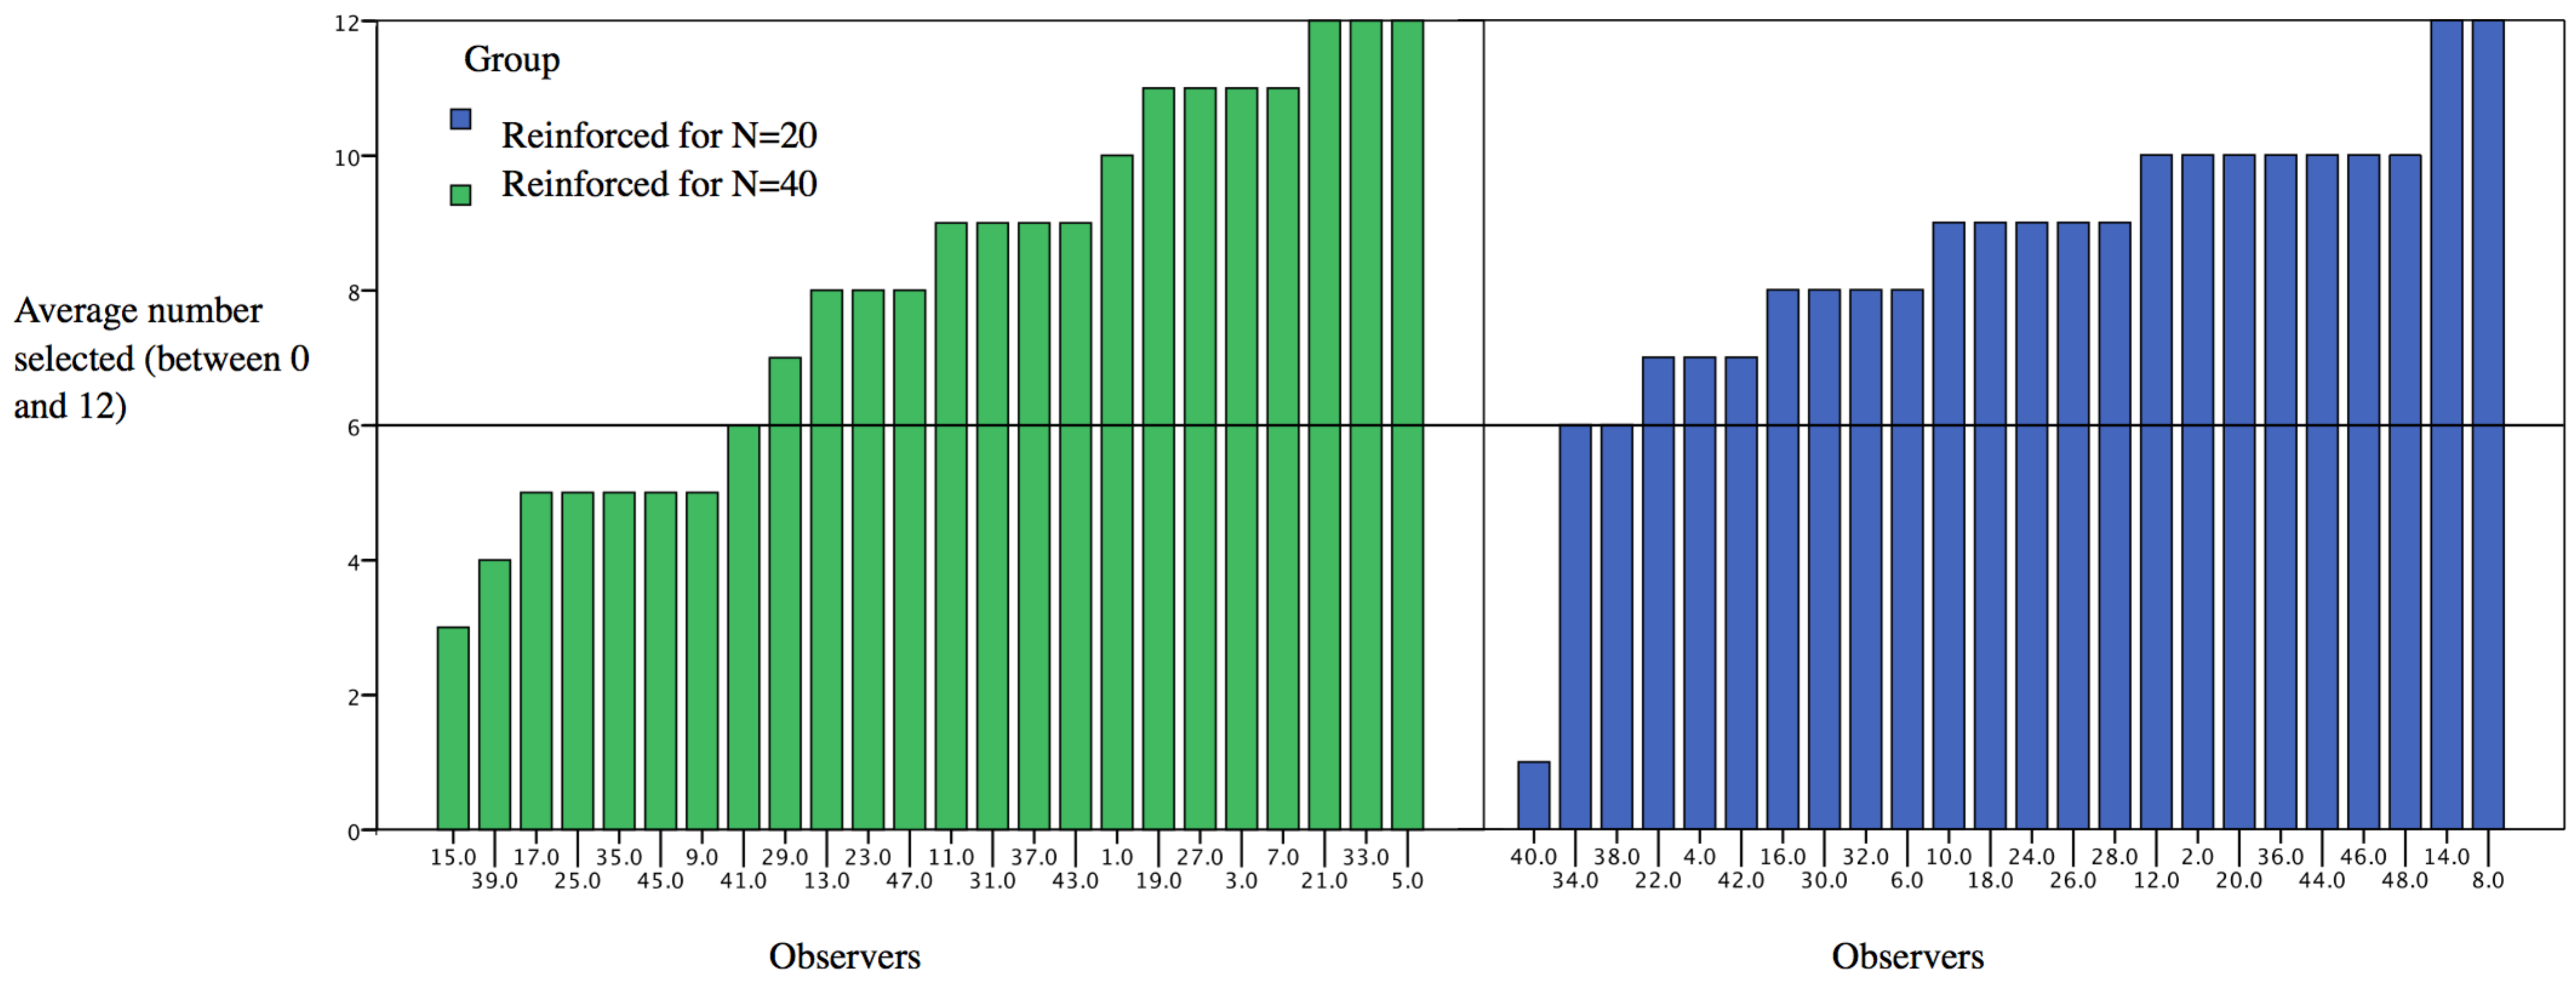 12
Group
Reinforced for N=20
Reinforced for N=40
10
8
Average number
selected (between 0
and 12)
6
4
2
0
15.0 17.0 35.0 9.0 29.0 23.0 11.0 37.0 1.0 27.0 7.0 33.0
39.0 25.0 45.0 41.0 13.0 47.0 31.0 43.0 19.0 3.0 21.0 5.0
40.0 38.0 4.0 16.0 32.0 10.0 24.0 28.0 2.0 36.0 46.0 14.0
34.0 22.0 42.0 30.0 6.0 18.0 26.0 12.0 20.0 44.0 48.0 8.0
Observers
Observers